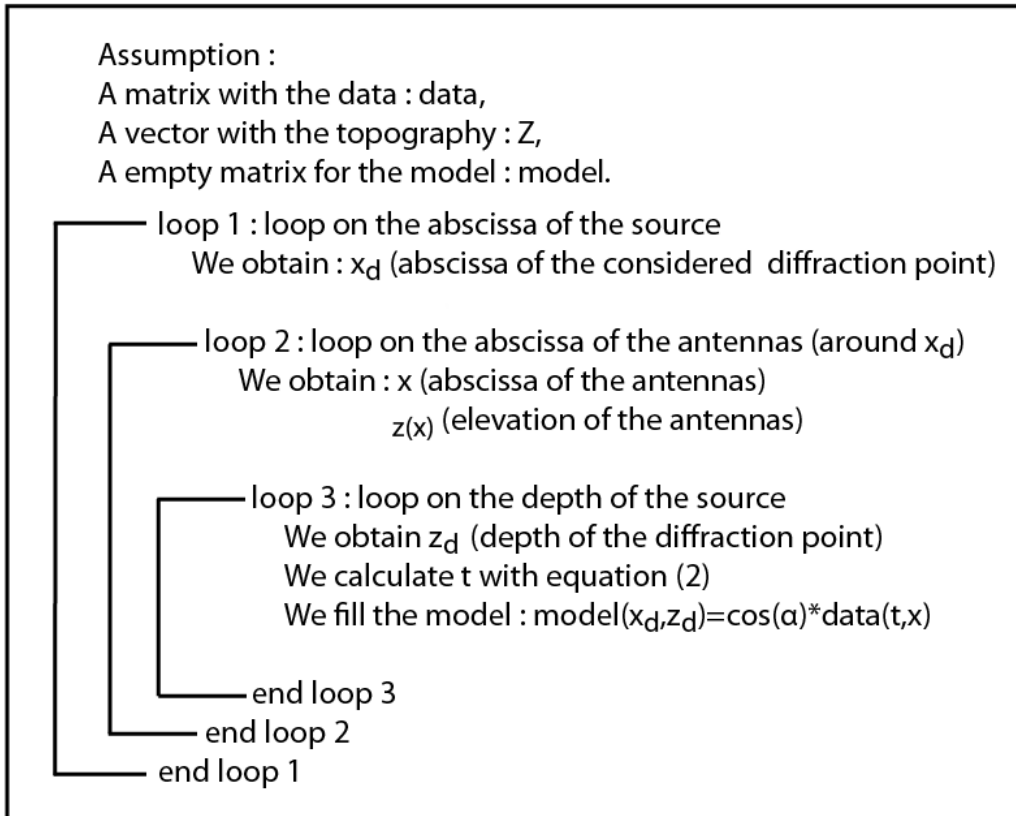 Assumption :
A matrix with the data : data,
A vector with the topography : Z,
A empty matrix for the model : model.
loop 1 : loop on the abscissa of the source
We obtain : xd (abscissa of the considered diffraction point)
loop 2 : loop on the abscissa of the antennas (around xd)
We obtain : x (abscissa of the antennas)
z(x) (elevation of the antennas)
loop 3 : loop on the depth of the source
We obtain zd (depth of the diffraction point)
We calculate t with equation (2)
We fill the model : model(xd,zd)=cos(α)*data(t,x)
end loop 3
end loop 2
end loop 1